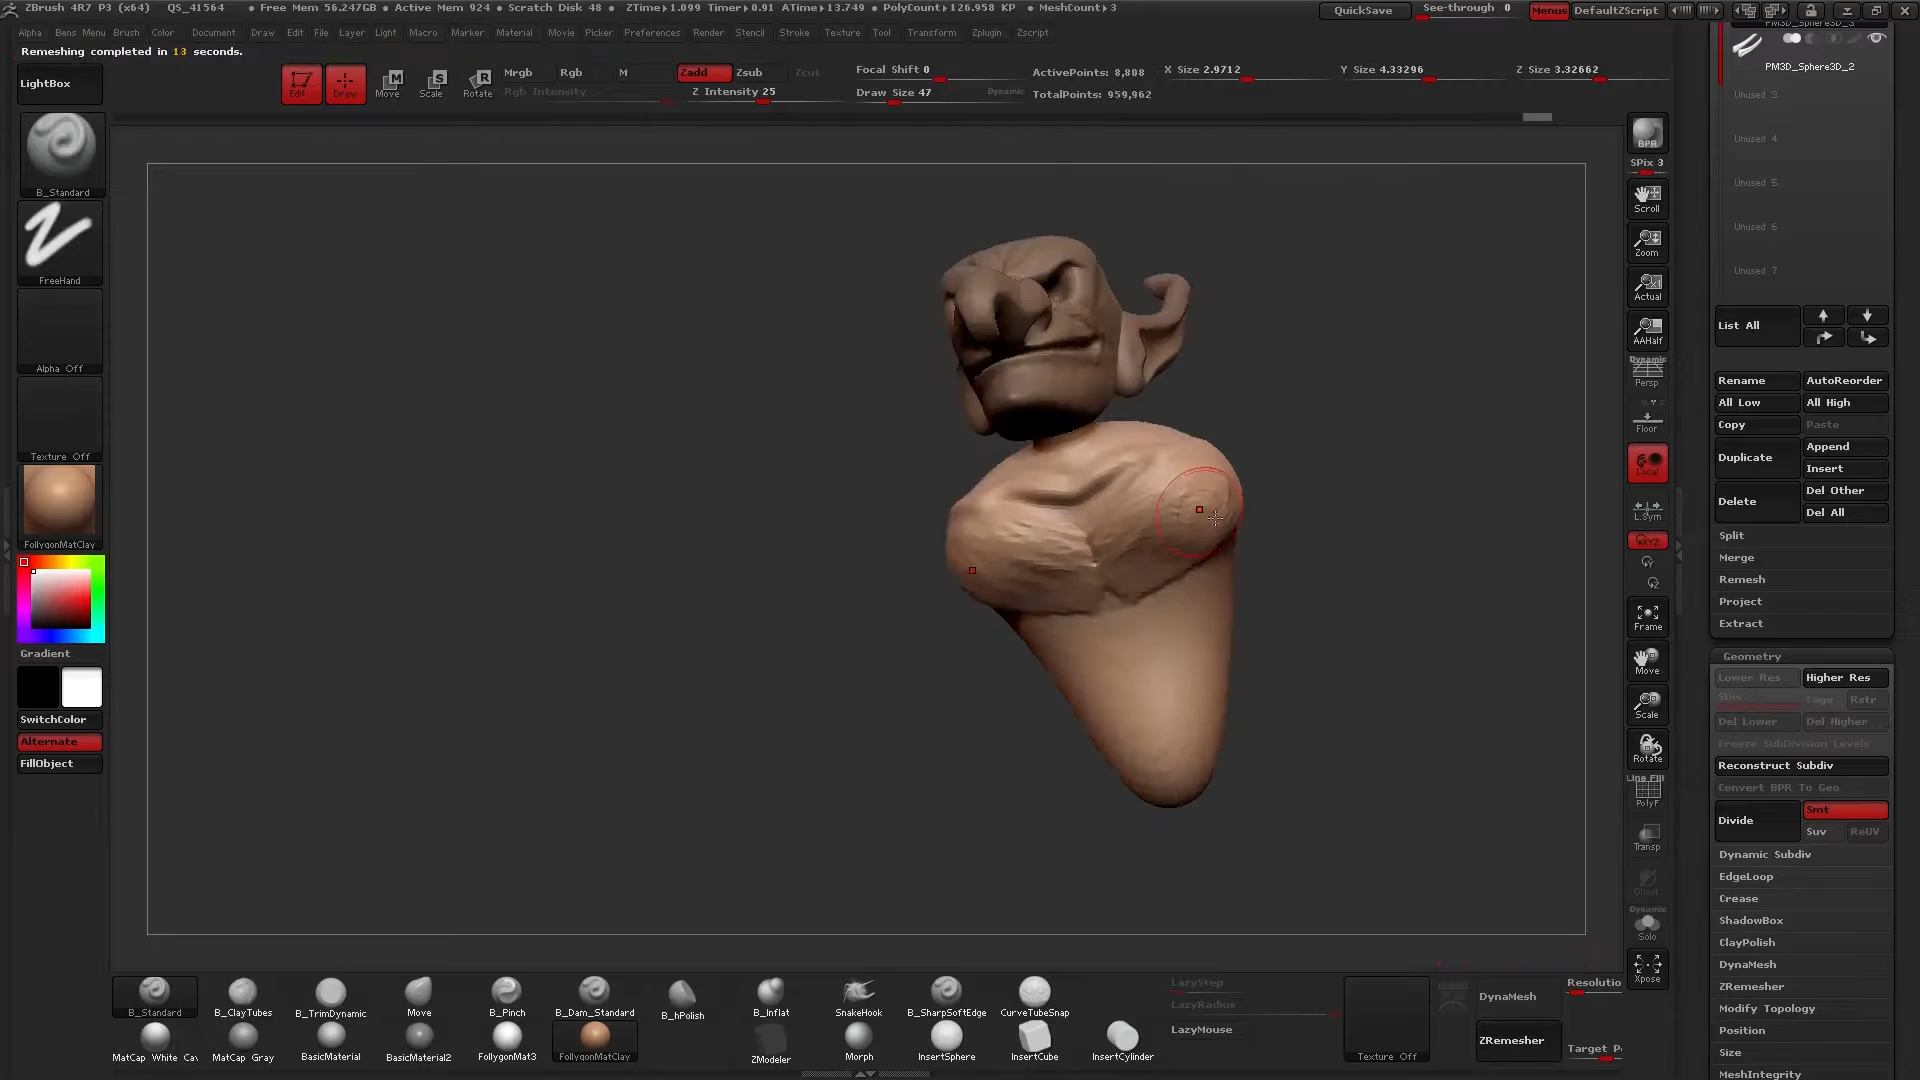 ZBrush 4R7 P3 (x64) QS_41564 ● Free Mem 56.247GB ● Active Mem 924 ● Scratch Disk 48 ● ZTime▸1.099 Timer▸0.91 ATime▸13.749 ● PolyCount▸126.958 KP ● MeshCount▸3
QuickSave See-through 0 Menus DefaultZScript
Alpha Bens Menu Brush Color Document Draw Edit File Layer Light Macro Marker Material Movie Picker Preferences Render Stencil Stroke Texture Tool Transform Zplugin Zscript
Remeshing completed in 13 seconds.
LightBox
Edit Draw Move Scale Rotate
Mrgb Rgb M Zadd Zsub Zcut
Rgb Intensity Z Intensity 25
Focal Shift 0
Draw Size 47 Dynamic
ActivePoints: 8,808
TotalPoints: 959,962
X Size 2.9712 Y Size 4.33296 Z Size 3.32662
B_Standard
FreeHand
Alpha Off
Texture Off
FollygonMatClay
Gradient
SwitchColor
Alternate
FillObject
BPR
SPix 3
Scroll
Zoom
Actual
AAHalf
Dynamic
Persp
Floor
Local
L.Sym
XYZ
Frame
Move
Scale
Rotate
Line Fill
PolyF
Transp
Ghost
Dynamic
Solo
Xpose
PM3D_Sphere3D_3
PM3D_Sphere3D_2
Unused 3
Unused 4
Unused 5
Unused 6
Unused 7
List All
Rename AutoReorder
All Low All High
Copy Paste
Duplicate Append
Insert
Delete Del Other
Del All
Split
Merge
Remesh
Project
Extract
Geometry
Lower Res Higher Res
SDiv Cage Rstr
Del Lower Del Higher
Freeze SubDivision Levels
Reconstruct Subdiv
Convert BPR To Geo
Divide Smt
Suv ReUV
Dynamic Subdiv
EdgeLoop
Crease
ShadowBox
ClayPolish
DynaMesh
ZRemesher
Modify Topology
Position
Size
MeshIntegrity
B_Standard B_ClayTubes B_TrimDynamic Move B_Pinch B_Dam_Standard B_hPolish B_Inflat SnakeHook B_SharpSoftEdge CurveTubeSnap
MatCap White Cav MatCap Gray BasicMaterial BasicMaterial2 FollygonMat3 FollygonMatClay ZModeler Morph InsertSphere InsertCube InsertCylinder
LazyStep
LazyRadius
LazyMouse
Texture Off
DynaMesh
ZRemesher
Resolutio
Target P